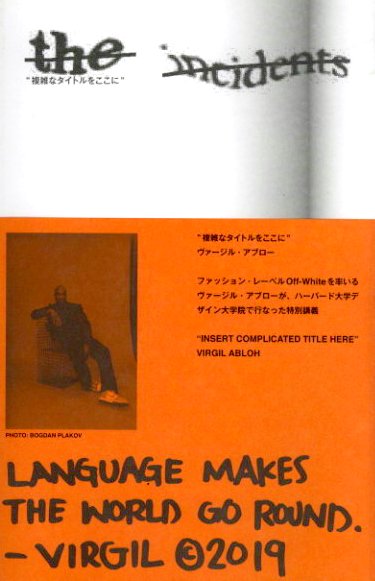 the incidents
"複雑なタイトルをここに"
"複雑なタイトルをここに"
ヴァージル・アブロー
ファッション・レーベルOff-Whiteを率いる
ヴァージル・アブローが、ハーバード大学デ
ザイン大学院で行なった特別講義
"INSERT COMPLICATED TITLE HERE"
VIRGIL ABLOH
PHOTO: BOGDAN PLAKOV
LANGUAGE MAKES
THE WORLD GO ROUND.
– VIRGIL ©2019